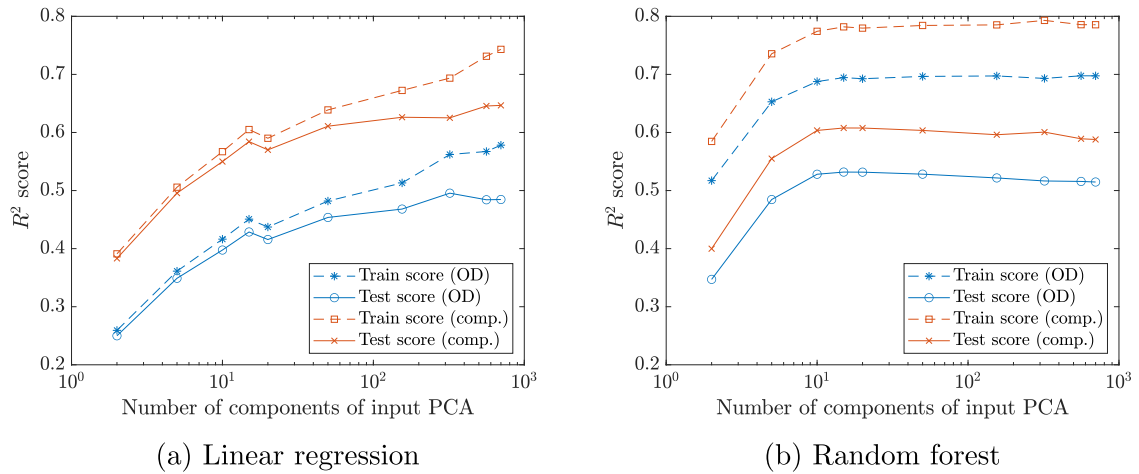 0.8
0.7
0.6
0.5
0.4
0.3
0.2
R² score
Train score (OD)
Test score (OD)
Train score (comp.)
Test score (comp.)
10⁰ 10¹ 10² 10³
Number of components of input PCA
(a) Linear regression
0.8
0.7
0.6
0.5
0.4
0.3
0.2
R² score
Train score (OD)
Test score (OD)
Train score (comp.)
Test score (comp.)
10⁰ 10¹ 10² 10³
Number of components of input PCA
(b) Random forest